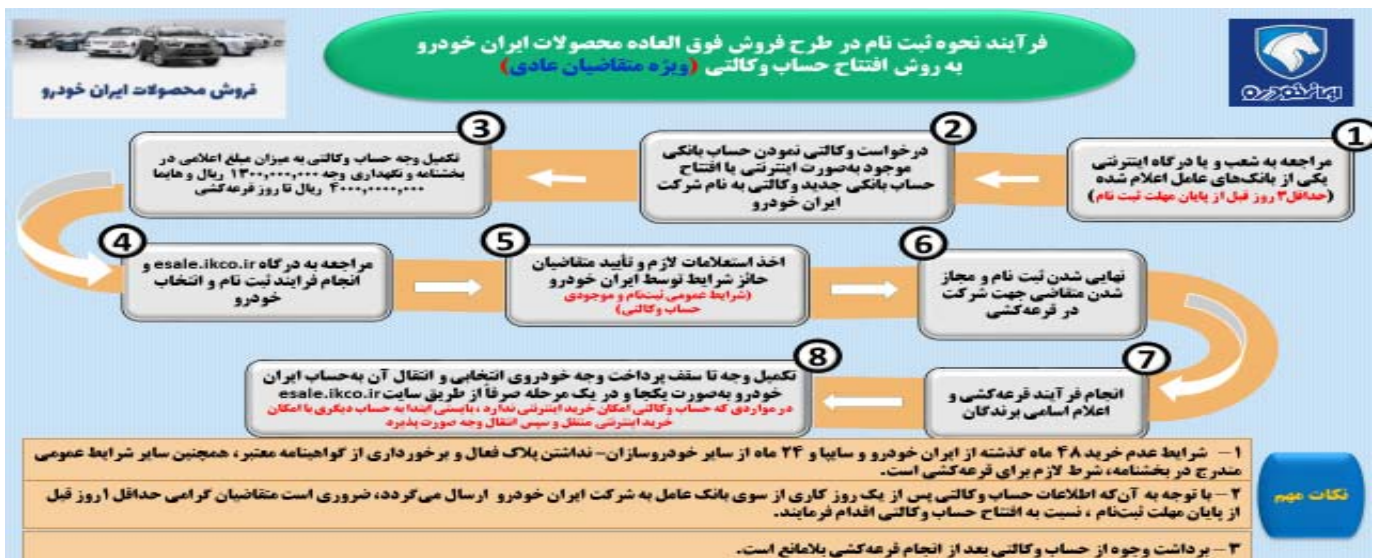 فرآیند نحوه ثبت نام در طرح فروش فوق العاده محصولات ایران خودرو
به روش افتتاح حساب وکالتی (ویژه متقاضیان عادی)
ایران خودرو
فروش محصولات ایران خودرو
1
مراجعه به شعب و یا درگاه اینترنتی
یکی از بانک‌های عامل اعلام شده
(حداقل ۳ روز قبل از پایان مهلت ثبت نام)
2
درخواست وکالتی نمودن حساب بانکی
موجود به‌صورت اینترنتی یا افتتاح
حساب بانکی جدید وکالتی به نام شرکت
ایران خودرو
3
تکمیل وجه حساب وکالتی به میزان مبلغ اعلامی در
بخشنامه و نگهداری وجه ۱۳۰۰,۰۰۰,۰۰۰ ریال و هایما
۴۰۰۰,۰۰۰۰,۰۰۰ ریال تا روز قرعه‌کشی
4
مراجعه به درگاه esale.ikco.ir و
انجام فرایند ثبت نام و انتخاب
خودرو
5
اخذ استعلامات لازم و تأیید متقاضیان
حائز شرایط توسط ایران خودرو
(شرایط عمومی ثبت‌نام و موجودی
حساب وکالتی)
6
نهایی شدن ثبت نام و مجاز
شدن متقاضی جهت شرکت
در قرعه‌کشی
7
انجام فرآیند قرعه‌کشی و
اعلام اسامی برندگان
8
تکمیل وجه تا سقف پرداخت وجه خودروی انتخابی و انتقال آن به‌حساب ایران
خودرو به‌صورت یکجا و در یک مرحله صرفاً از طریق سایت esale.ikco.ir
در مواردی که حساب وکالتی امکان خرید اینترنتی ندارد، بایستی ابتدا به حساب دیگری با امکان
خرید اینترنتی منتقل و سپس انتقال وجه صورت پذیرد
نکات مهم
۱- شرایط عدم خرید ۴۸ ماه گذشته از ایران خودرو و سایپا و ۲۴ ماه از سایر خودروسازان- نداشتن پلاک فعال و برخورداری از گواهینامه معتبر، همچنین سایر شرایط عمومی
مندرج در بخشنامه، شرط لازم برای قرعه‌کشی است.
۲- با توجه به آن‌که اطلاعات حساب وکالتی پس از یک روز کاری از سوی بانک عامل به شرکت ایران خودرو ارسال می‌گردد، ضروری است متقاضیان گرامی حداقل ۱روز قبل
از پایان مهلت ثبت‌نام ، نسبت به افتتاح حساب وکالتی اقدام فرمایند.
۳- برداشت وجوه از حساب وکالتی بعد از انجام قرعه‌کشی بلامانع است.